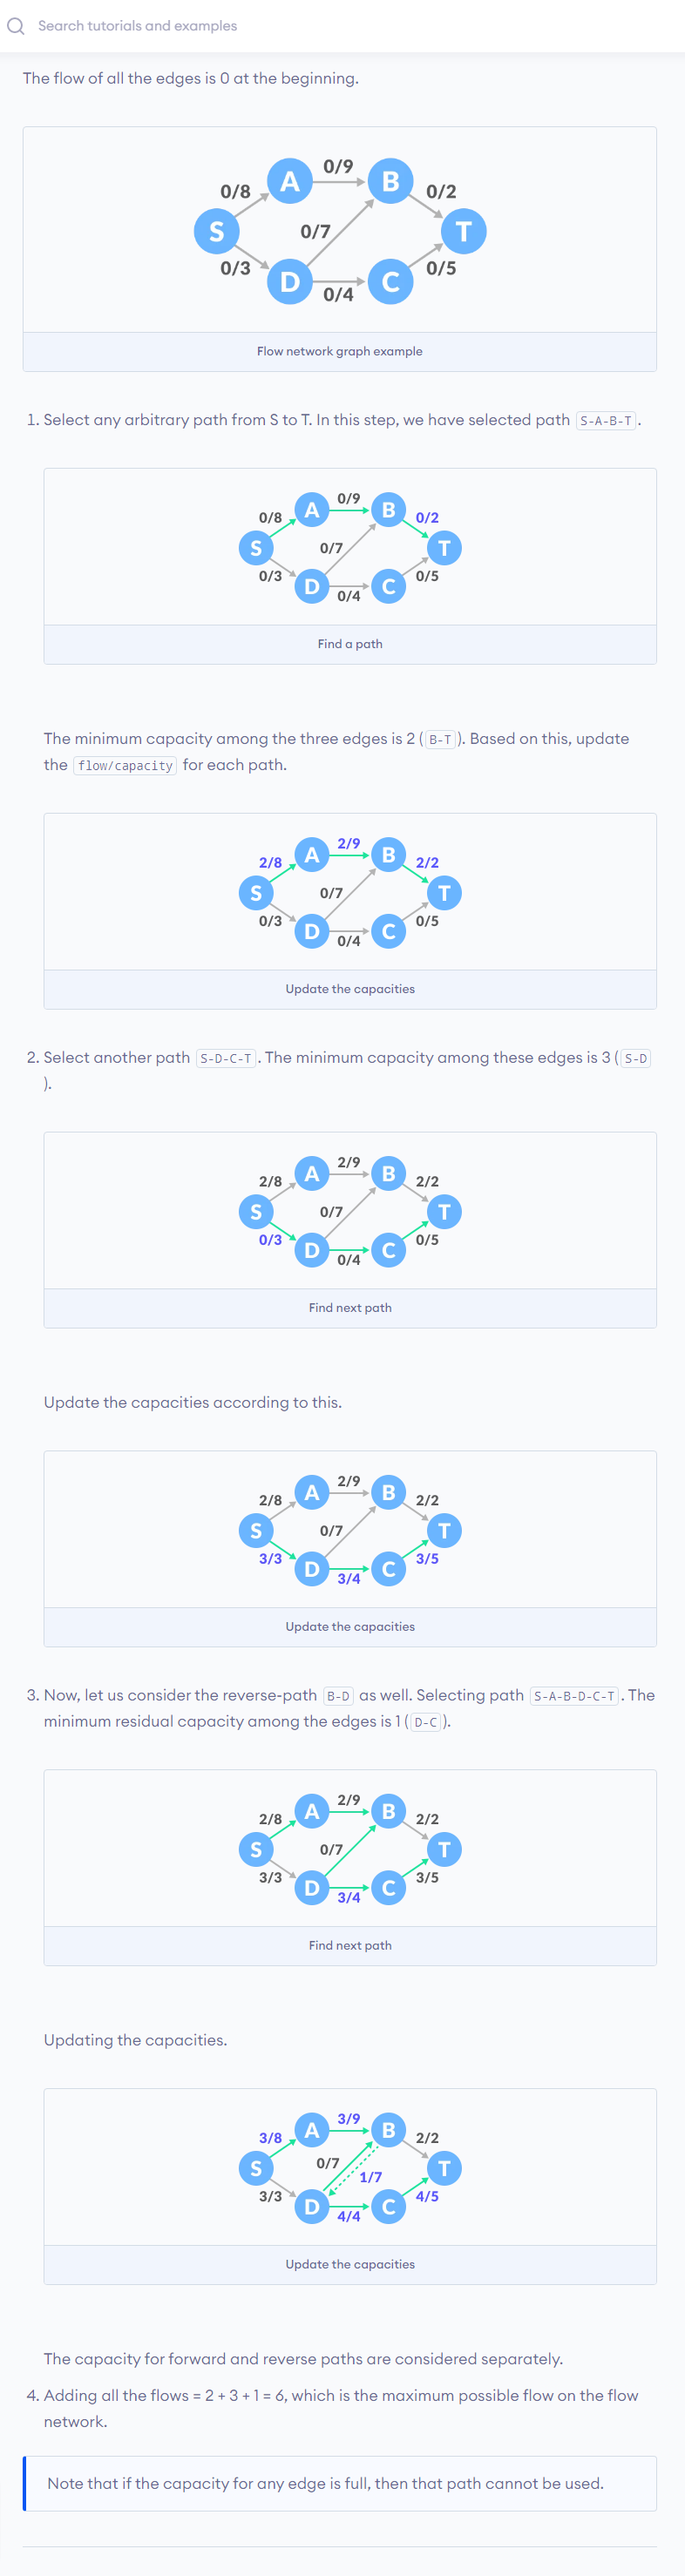 Search tutorials and examples
The flow of all the edges is 0 at the beginning.
0/9
A
B
0/8
0/2
S
0/7
T
0/3
0/5
D
C
0/4
Flow network graph example
1. Select any arbitrary path from S to T. In this step, we have selected path S-A-B-T.
0/9
A
B
0/8
0/2
S
0/7
T
0/3
0/5
D
C
0/4
Find a path
The minimum capacity among the three edges is 2 (B-T). Based on this, update
the flow/capacity for each path.
2/9
A
B
2/8
2/2
S
0/7
T
0/3
0/5
D
C
0/4
Update the capacities
2. Select another path S-D-C-T. The minimum capacity among these edges is 3 (S-D
).
2/9
A
B
2/8
2/2
S
0/7
T
0/3
0/5
D
C
0/4
Find next path
Update the capacities according to this.
2/9
A
B
2/8
2/2
S
0/7
T
3/3
3/5
D
C
3/4
Update the capacities
3. Now, let us consider the reverse-path B-D as well. Selecting path S-A-B-D-C-T. The
minimum residual capacity among the edges is 1 (D-C).
2/9
A
B
2/8
2/2
S
0/7
T
3/3
3/5
D
C
3/4
Find next path
Updating the capacities.
3/9
A
B
3/8
2/2
S
0/7
T
1/7
3/3
4/5
D
C
4/4
Update the capacities
The capacity for forward and reverse paths are considered separately.
4. Adding all the flows = 2 + 3 + 1 = 6, which is the maximum possible flow on the flow
network.
Note that if the capacity for any edge is full, then that path cannot be used.